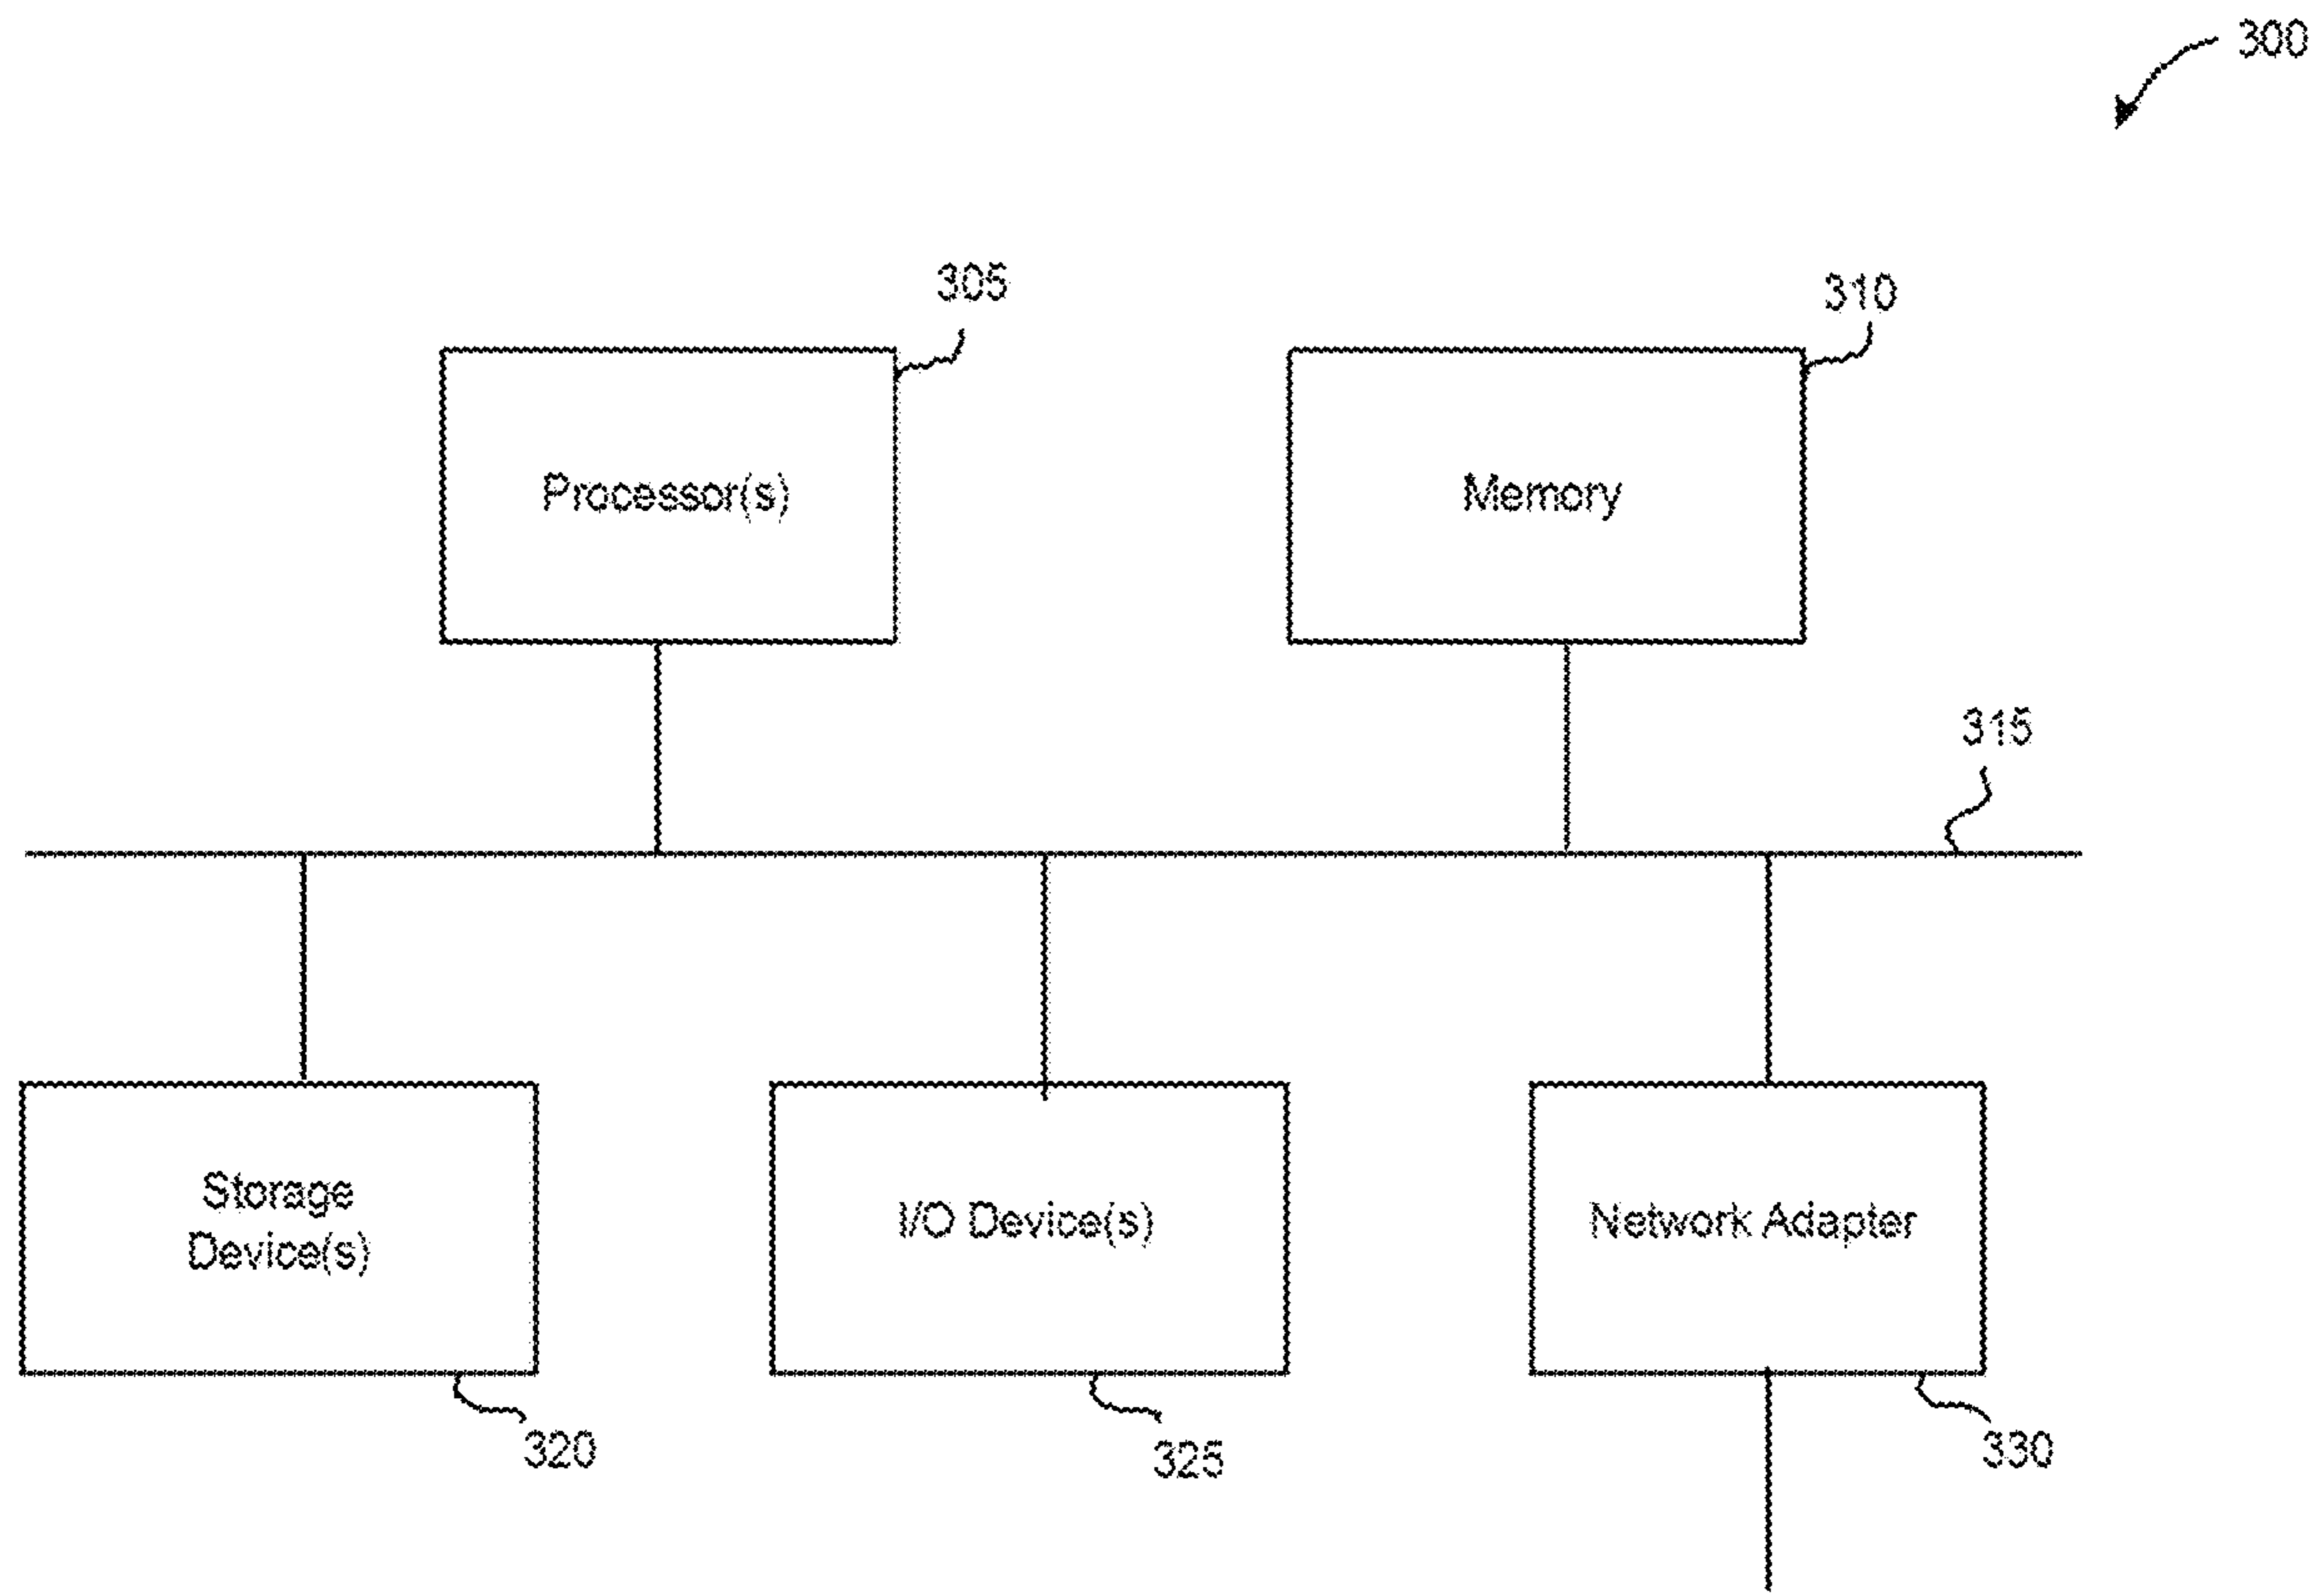 300
305
310
Processor(s)
Memory
315
Storage
Device(s)
I/O Device(s)
Network Adapter
320
325
330